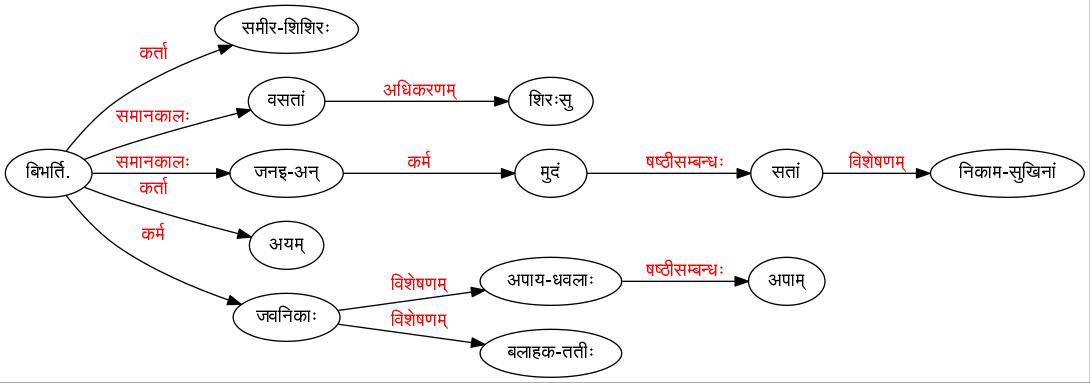 समीर-शिशिरः
कर्ता
वसतां
अधिकरणम्
शिरःसु
समानकालः
बिभर्ति.
समानकालः
जनइ-अन्
कर्म
मुदं
षष्ठीसम्बन्धः
सतां
विशेषणम्
निकाम-सुखिनां
कर्ता
अयम्
कर्म
जवनिकाः
विशेषणम्
अपाय-धवलाः
षष्ठीसम्बन्धः
अपाम्
विशेषणम्
बलाहक-ततीः